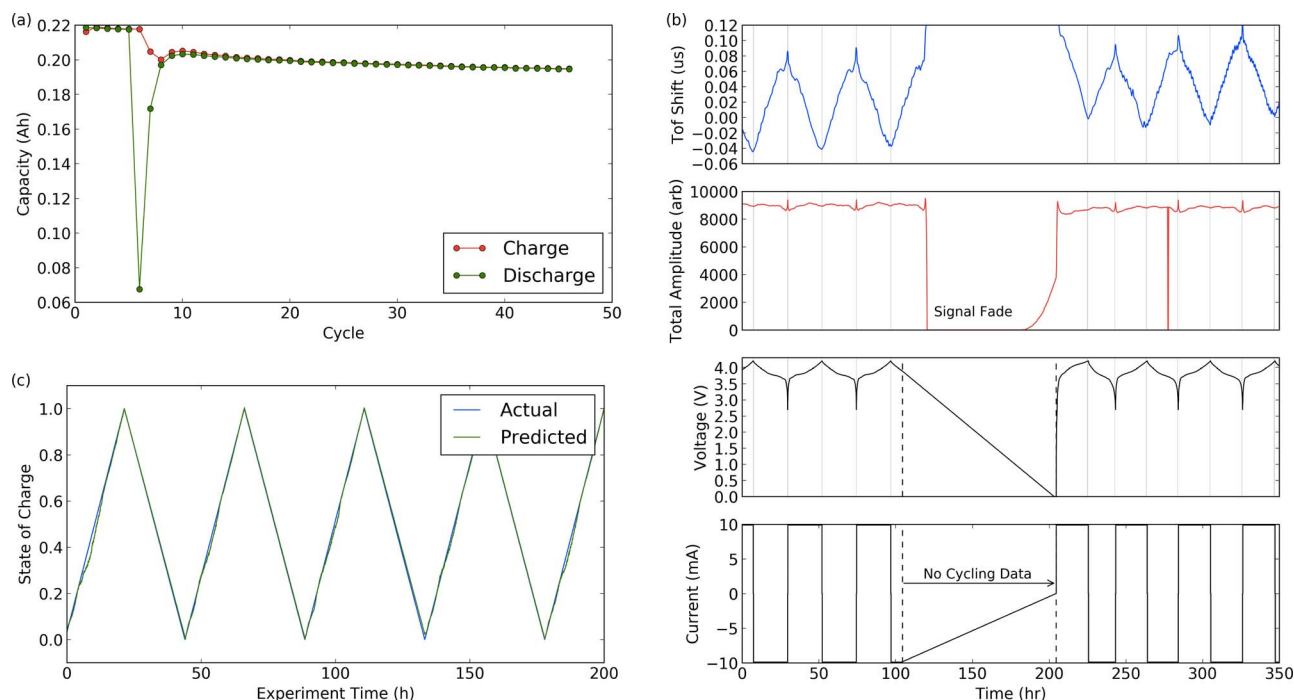 (a)
0.22
0.20
0.18
0.16
0.14
0.12
0.10
0.08
0.06
Capacity (Ah)
Charge
Discharge
0 10 20 30 40 50
Cycle
(b)
0.12
0.10
0.08
0.06
0.04
0.02
0.00
−0.02
−0.04
−0.06
Tof Shift (us)
10000
8000
6000
4000
2000
0
Total Amplitude (arb)
Signal Fade
4.0
3.5
3.0
2.5
2.0
1.5
1.0
0.5
0.0
Voltage (V)
10
5
0
−5
−10
Current (mA)
No Cycling Data
0 50 100 150 200 250 300 350
Time (hr)
(c)
1.0
0.8
0.6
0.4
0.2
0.0
State of Charge
Actual
Predicted
0 50 100 150 200
Experiment Time (h)